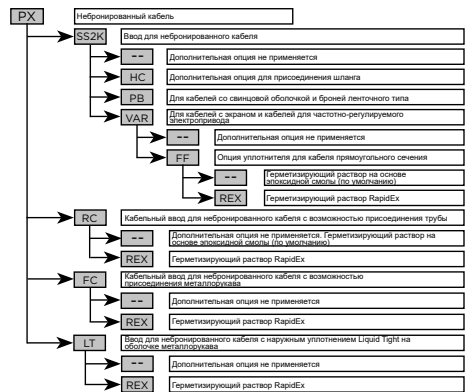 PX Небронированный кабель
SS2K Ввод для небронированого кабеля
-- Дополнительная опция не применяется
HC Дополнительная опция для присоединения шланга
PB Для кабелей со свинцовой оболочкой и броней ленточного типа
VAR Для кабелей с экраном и кабелей для частотно-регулируемого
электропривода
-- Дополнительная опция не применяется
FF Опция уплотнителя для кабеля прямоугольного сечения
-- Герметизирующий раствор на основе
эпоксидной смолы (по умолчанию)
REX Герметизирующий раствор RapidEx
RC Кабельный ввод для небронированого кабеля с возможностью присоединения трубы
-- Дополнительная опция не применяется. Герметизирующий раствор на
основе эпоксидной смолы (по умолчанию)
REX Герметизирующий раствор RapidEx
FC Кабельный ввод для небронированого кабеля с возможностью
присоединения металлорукава
-- Дополнительная опция не применяется
REX Герметизирующий раствор RapidEx
LT Ввод для небронированого кабеля с наружным уплотнением Liquid Tight на
оболочке металлорукава
-- Дополнительная опция не применяется
REX Герметизирующий раствор RapidEx